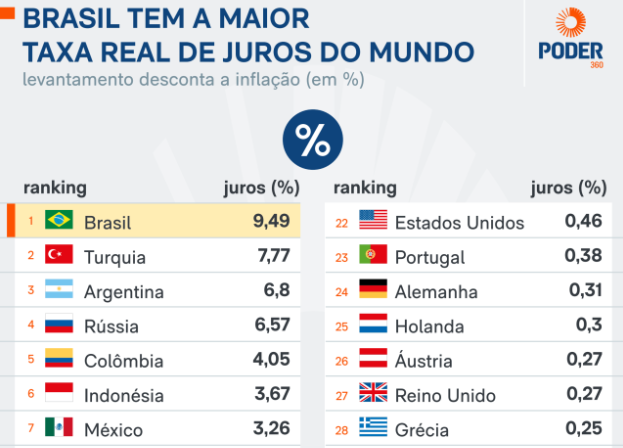 BRASIL TEM A MAIOR
TAXA REAL DE JUROS DO MUNDO
levantamento desconta a inflação (em %)
PODER
360
%
ranking juros (%)
1 Brasil 9,49
2 Turquia 7,77
3 Argentina 6,8
4 Rússia 6,57
5 Colômbia 4,05
6 Indonésia 3,67
7 México 3,26
ranking juros (%)
22 Estados Unidos 0,46
23 Portugal 0,38
24 Alemanha 0,31
25 Holanda 0,3
26 Áustria 0,27
27 Reino Unido 0,27
28 Grécia 0,25